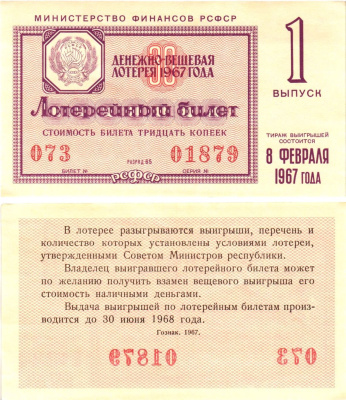 МИНИСТЕРСТВО ФИНАНСОВ РСФСР
30
ДЕНЕЖНО-ВЕЩЕВАЯ
ЛОТЕРЕЯ 1967 ГОДА
Лотерейный билет
СТОИМОСТЬ БИЛЕТА ТРИДЦАТЬ КОПЕЕК
073 РАЗРЯД 65 01879
БИЛЕТ № СЕРИЯ №
РСФСР
1
ВЫПУСК
ТИРАЖ ВЫИГРЫШЕЙ
СОСТОИТСЯ
8 ФЕВРАЛЯ
1967 ГОДА
В лотерее разыгрываются выигрыши, перечень и
количество которых установлены условиями лотереи,
утвержденными Советом Министров республики.
Владелец выигравшего лотерейного билета может
по желанию получить взамен вещевого выигрыша его
стоимость наличными деньгами.
Выдача выигрышей по лотерейным билетам произ-
водится до 30 июня 1968 года.
Гознак. 1967.
01879 073